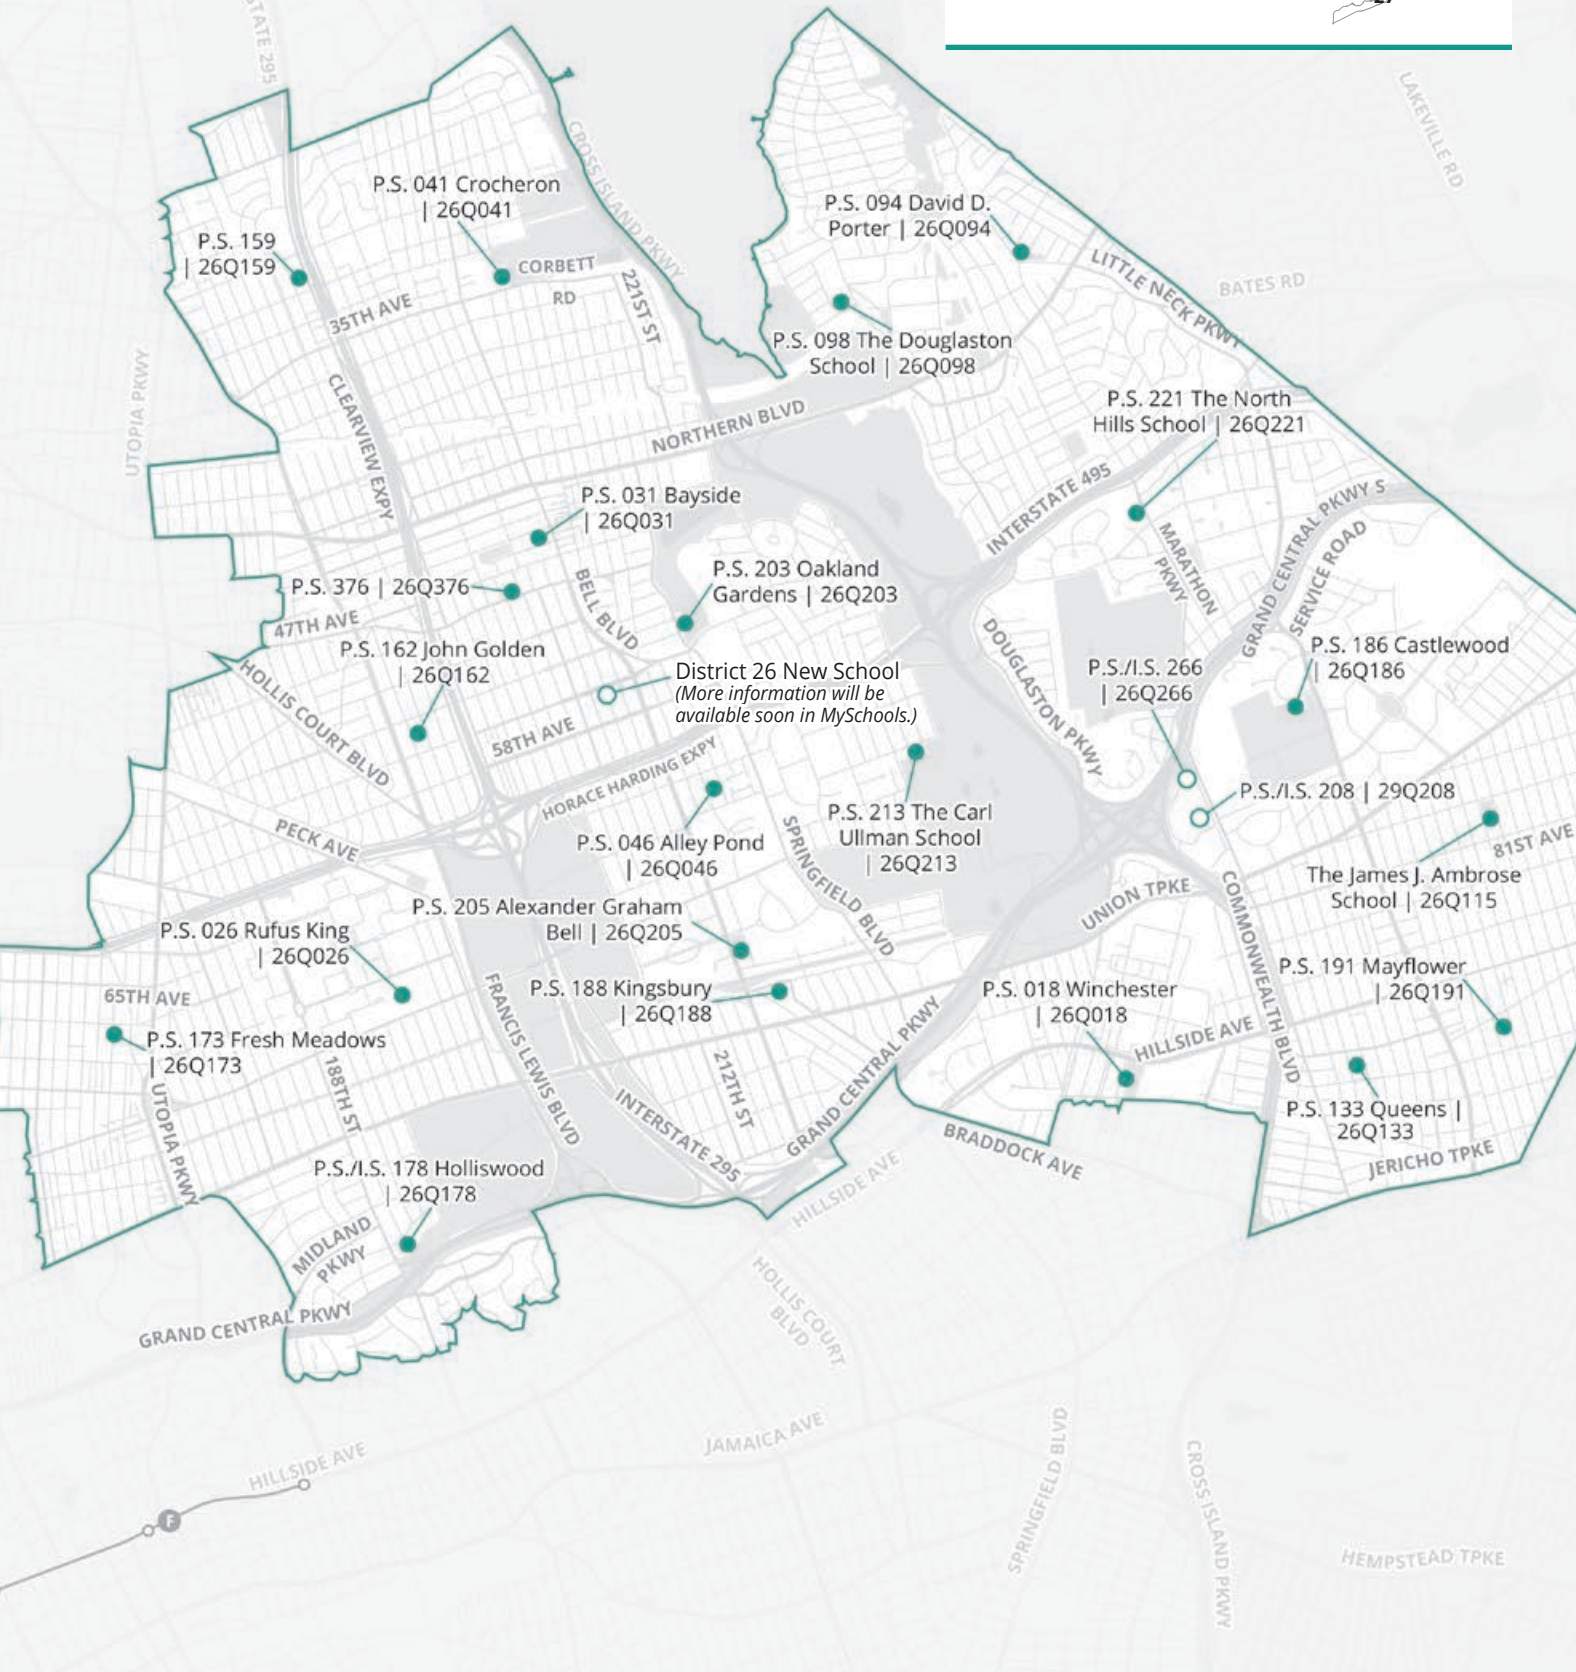 STATE 295
LAKEVILLE RD
CROSS ISLAND PKWY
P.S. 041 Crocheron
| 26Q041
P.S. 094 David D.
Porter | 26Q094
P.S. 159
| 26Q159
CORBETT
RD
221ST ST
35TH AVE
LITTLE NECK PKWY
BATES RD
P.S. 098 The Douglaston
School | 26Q098
UTOPIA PKWY
CLEARVIEW EXPY
NORTHERN BLVD
P.S. 221 The North
Hills School | 26Q221
P.S. 031 Bayside
| 26Q031
INTERSTATE 495
GRAND CENTRAL PKWY S
SERVICE ROAD
MARATHON
PKWY
P.S. 376 | 26Q376
BELL BLVD
P.S. 203 Oakland
Gardens | 26Q203
47TH AVE
P.S. 162 John Golden
| 26Q162
DOUGLASTON PKWY
P.S. 186 Castlewood
| 26Q186
P.S./I.S. 266
| 26Q266
District 26 New School
(More information will be
available soon in MySchools.)
HOLLIS COURT BLVD
58TH AVE
HORACE HARDING EXPY
P.S./I.S. 208 | 29Q208
P.S. 213 The Carl
Ullman School
| 26Q213
PECK AVE
P.S. 046 Alley Pond
| 26Q046
SPRINGFIELD BLVD
81ST AVE
The James J. Ambrose
School | 26Q115
UNION TPKE
COMMONWEALTH BLVD
P.S. 205 Alexander Graham
Bell | 26Q205
P.S. 026 Rufus King
| 26Q026
P.S. 191 Mayflower
| 26Q191
65TH AVE
FRANCIS LEWIS BLVD
P.S. 188 Kingsbury
| 26Q188
P.S. 018 Winchester
| 26Q018
P.S. 173 Fresh Meadows
| 26Q173
HILLSIDE AVE
188TH ST
UTOPIA PKWY
212TH ST
GRAND CENTRAL PKWY
INTERSTATE 295
P.S. 133 Queens |
26Q133
BRADDOCK AVE
JERICHO TPKE
P.S./I.S. 178 Holliswood
| 26Q178
HILLSIDE AVE
MIDLAND
PKWY
GRAND CENTRAL PKWY
HOLLIS COURT
BLVD
JAMAICA AVE
HILLSIDE AVE
SPRINGFIELD BLVD
CROSS ISLAND PKWY
F
HEMPSTEAD TPKE